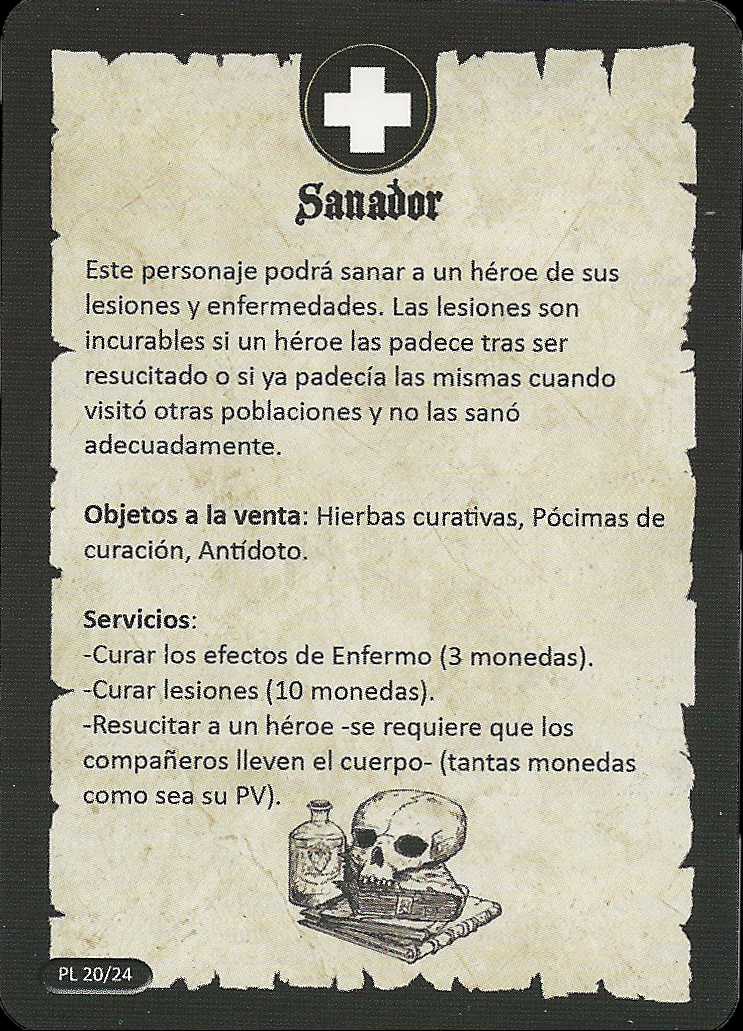 Sanador
Este personaje podrá sanar a un héroe de sus
lesiones y enfermedades. Las lesiones son
incurables si un héroe las padece tras ser
resucitado o si ya padecía las mismas cuando
visitó otras poblaciones y no las sanó
adecuadamente.
Objetos a la venta: Hierbas curativas, Pócimas de
curación, Antídoto.
Servicios:
-Curar los efectos de Enfermo (3 monedas).
-Curar lesiones (10 monedas).
-Resucitar a un héroe -se requiere que los
compañeros lleven el cuerpo- (tantas monedas
como sea su PV).
PL 20/24